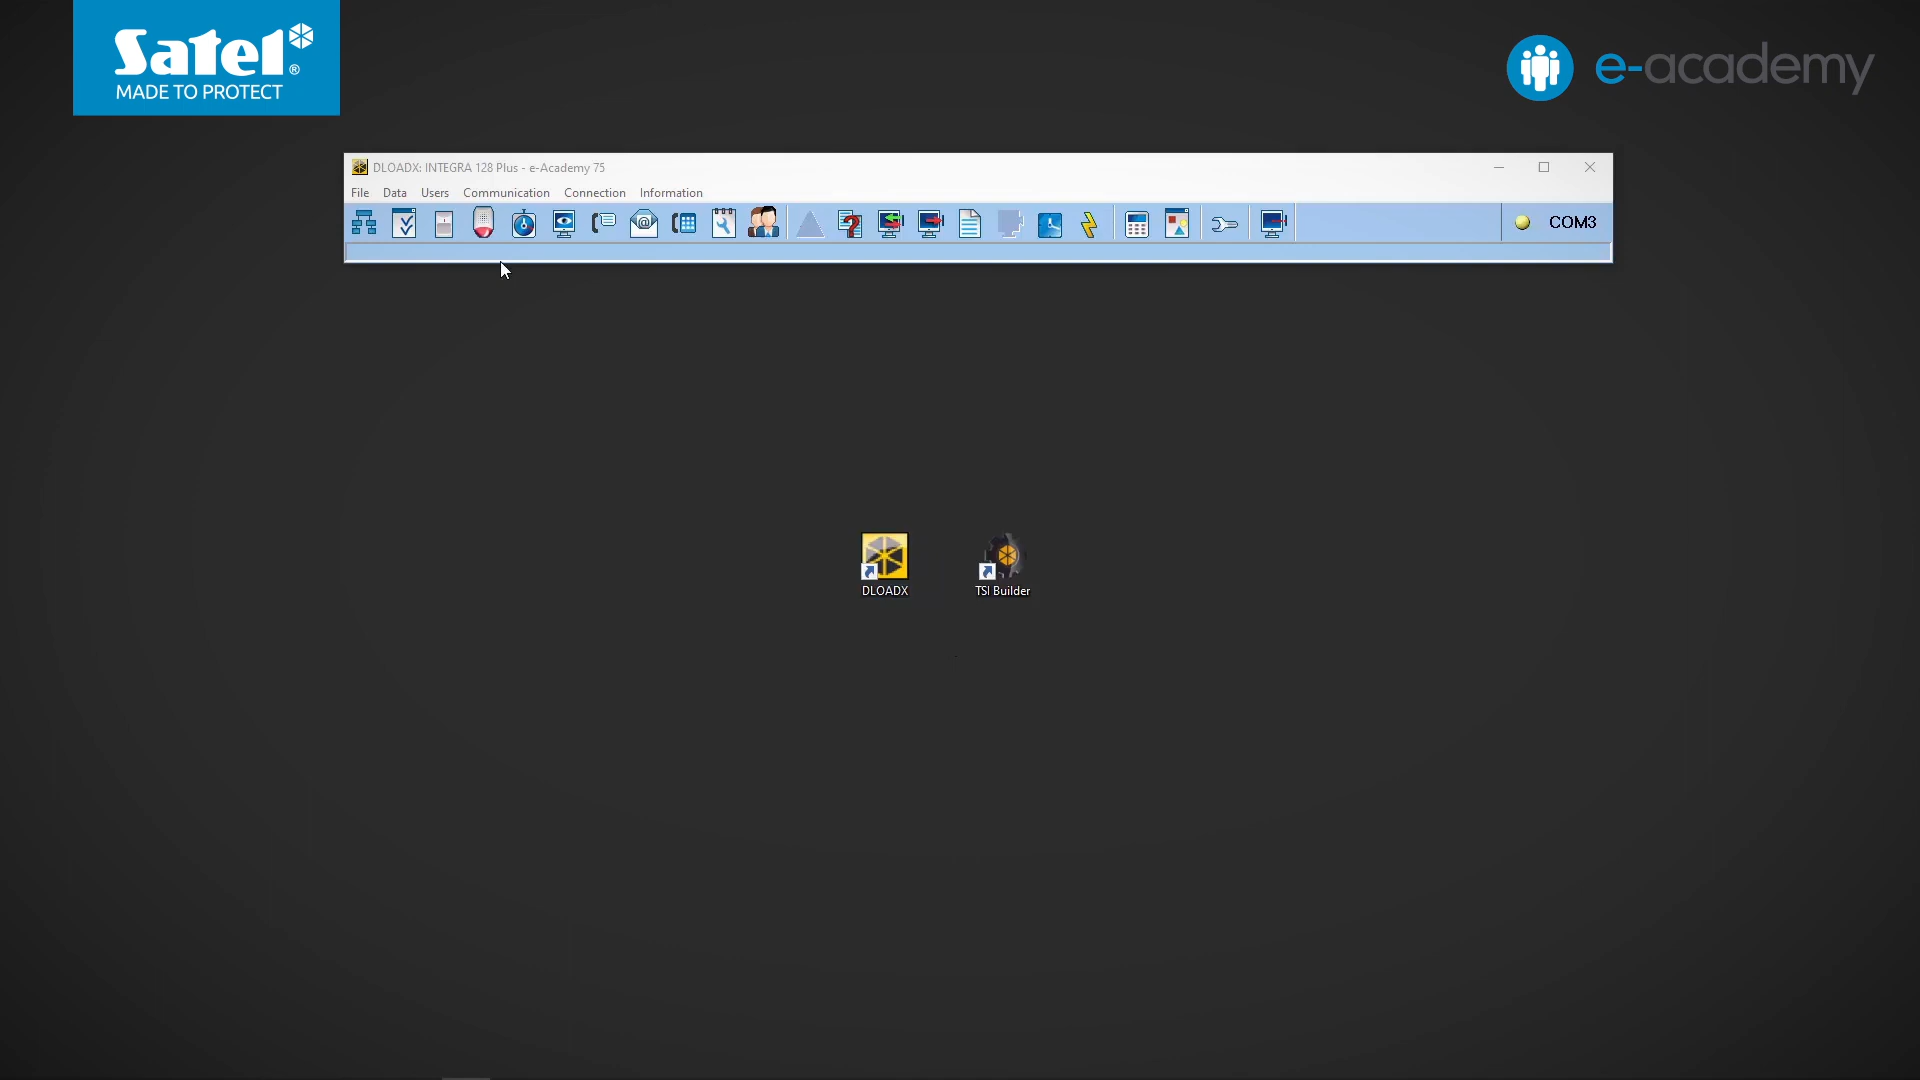 Satel®
MADE TO PROTECT
e-academy
DLOADX: INTEGRA 128 Plus - e-Academy 75
File Data Users Communication Connection Information
COM3
DLOADX
TSI Builder